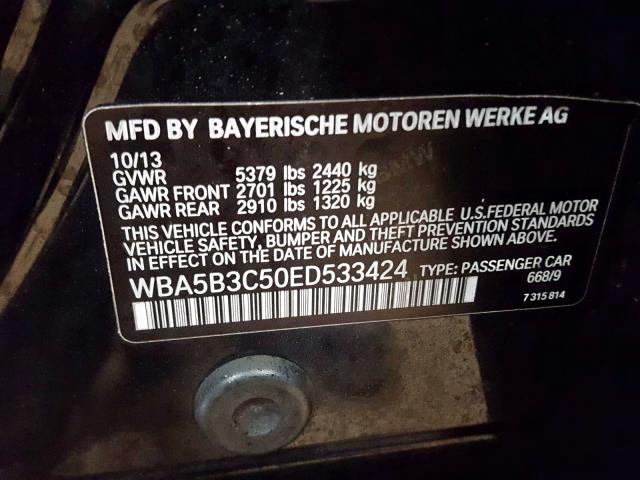 MFD BY BAYERISCHE MOTOREN WERKE AG
10/13
GVWR 5379 lbs 2440 kg
GAWR FRONT 2701 lbs 1225 kg
GAWR REAR 2910 lbs 1320 kg
THIS VEHICLE CONFORMS TO ALL APPLICABLE U.S.FEDERAL MOTOR
VEHICLE SAFETY, BUMPER AND THEFT PREVENTION STANDARDS
IN EFFECT ON THE DATE OF MANUFACTURE SHOWN ABOVE.
WBA5B3C50ED533424 TYPE: PASSENGER CAR
668/9
7 315 814